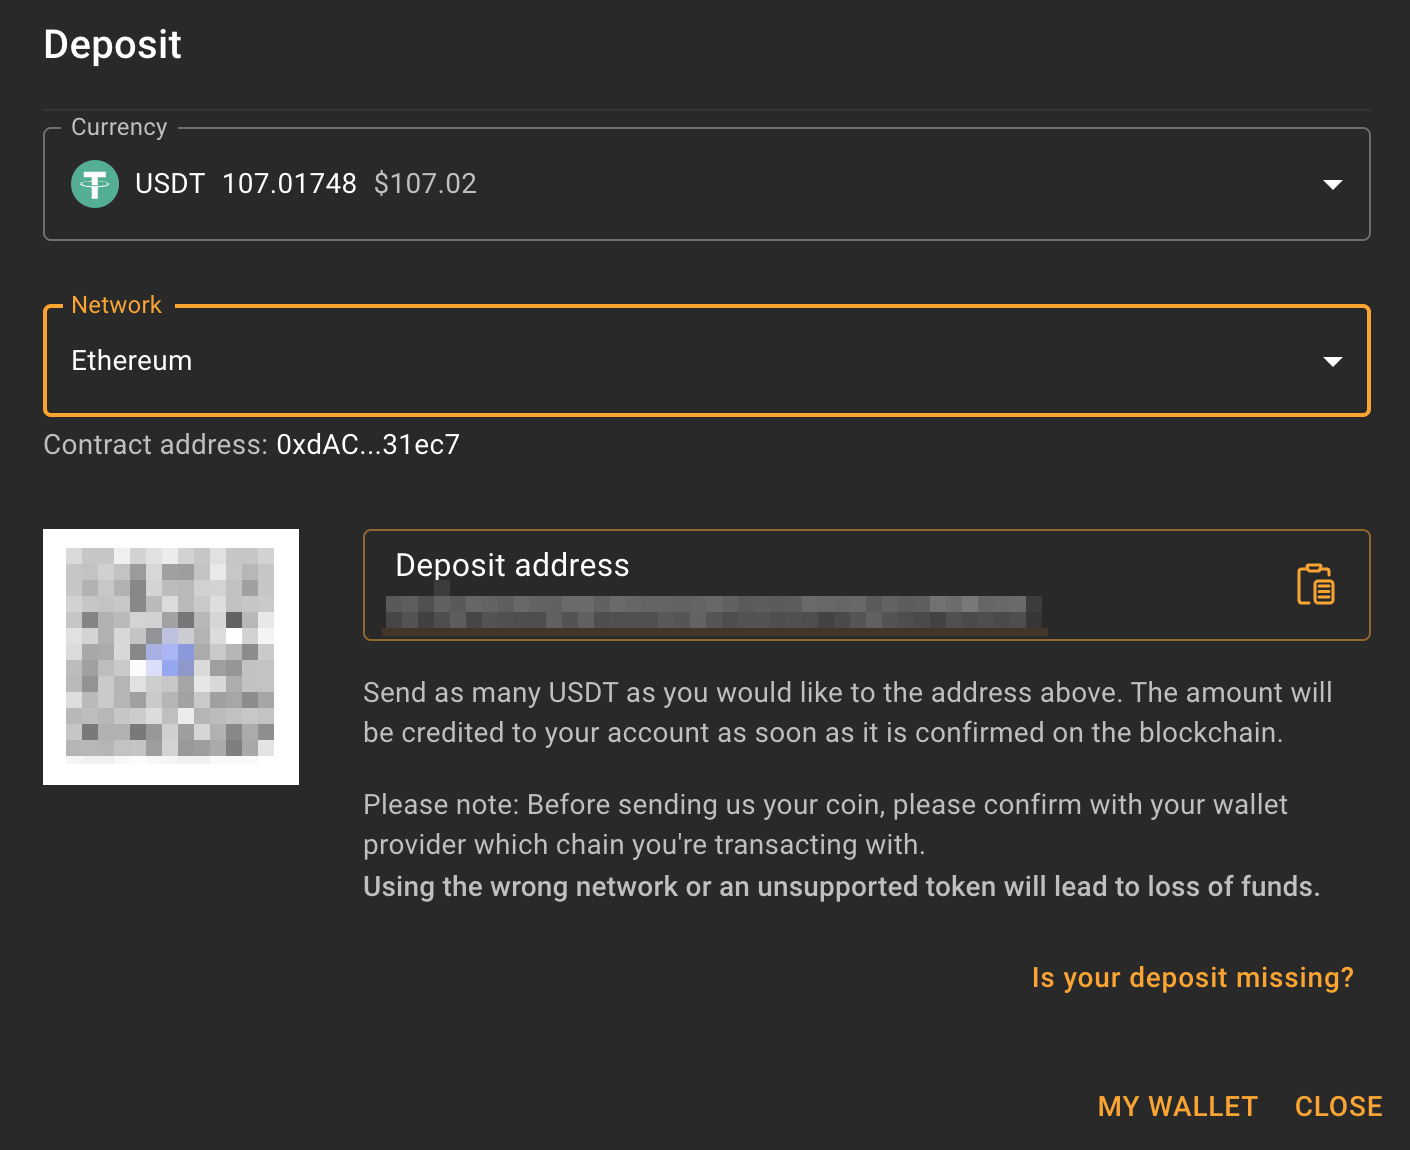 Deposit
Currency
USDT 107.01748 $107.02
Network
Ethereum
Contract address: 0xdAC...31ec7
Deposit address
Send as many USDT as you would like to the address above. The amount will
be credited to your account as soon as it is confirmed on the blockchain.
Please note: Before sending us your coin, please confirm with your wallet
provider which chain you're transacting with.
Using the wrong network or an unsupported token will lead to loss of funds.
Is your deposit missing?
MY WALLET CLOSE